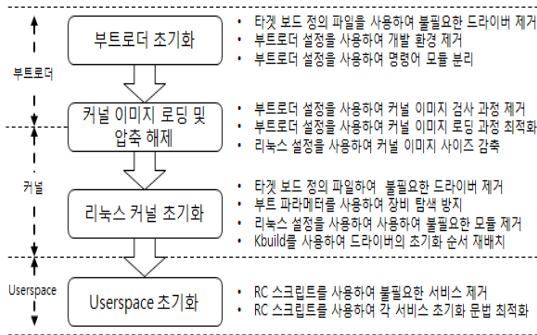 부트로더 초기화
• 타겟 보드 정의 파일을 사용하여 불필요한 드라이버 제거
• 부트로더 설정을 사용하여 개발 환경 제거
• 부트로더 설정을 사용하여 명령어 모듈 분리
부트로더
커널 이미지 로딩 및
압축 해제
• 부트로더 설정을 사용하여 커널 이미지 검사 과정 제거
• 부트로더 설정을 사용하여 커널 이미지 로딩 과정 최적화
• 리눅스 설정을 사용하여 커널 이미지 사이즈 감축
커널
리눅스 커널 초기화
• 타겟 보드 정의 파일하여 불필요한 드라이버 제거
• 부트 파라메터를 사용하여 장비 탐색 방지
• 리눅스 설정을 사용하여 사용하여 불필요한 모듈 제거
• Kbuild를 사용하여 드라이버의 초기화 순서 재배치
Userspace
Userspace 초기화
• RC 스크립트를 사용하여 불필요한 서비스 제거
• RC 스크립트를 사용하여 각 서비스 초기화 문법 최적화